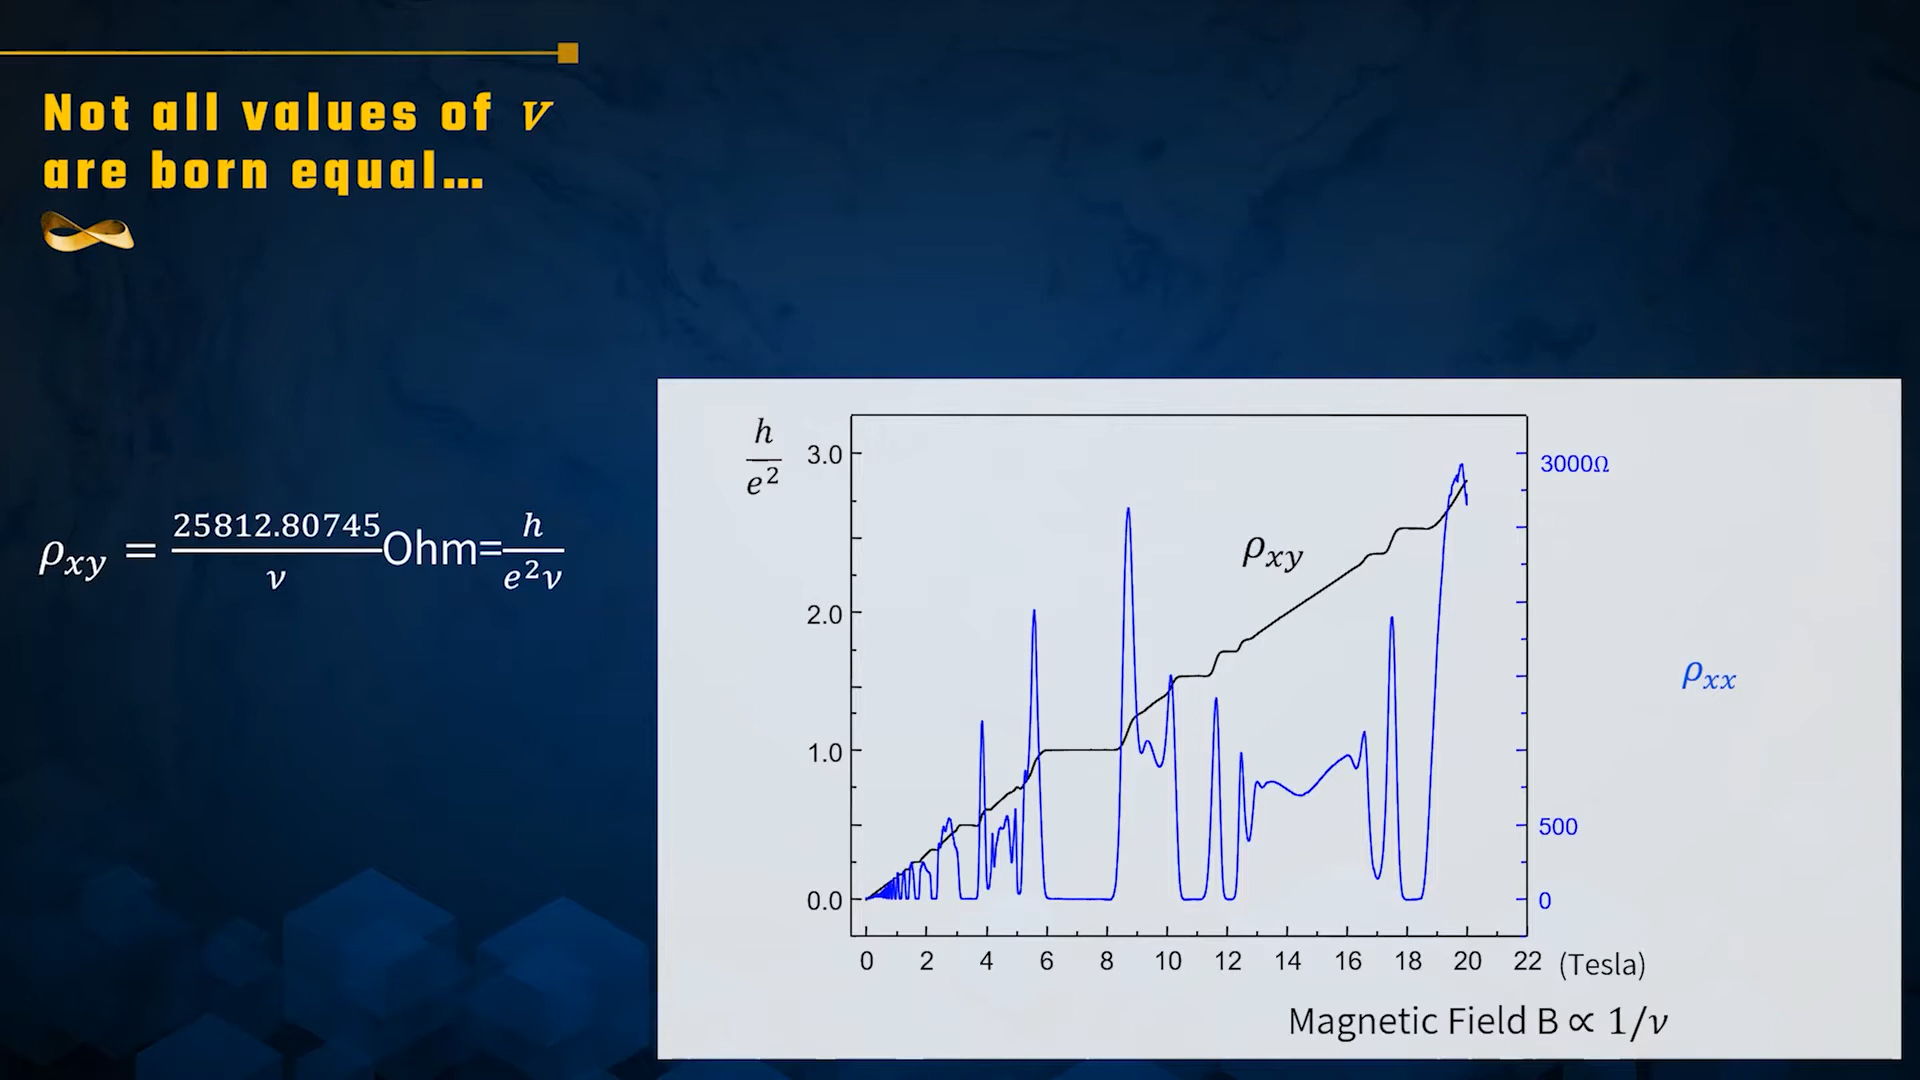 Not all values of ν
are born equal...
ρxy = 25812.80745/ν Ohm= h/e²ν
h/e²
3.0
2.0
1.0
0.0
ρxy
3000Ω
500
0
ρxx
0 2 4 6 8 10 12 14 16 18 20 22 (Tesla)
Magnetic Field B ∝ 1/ν